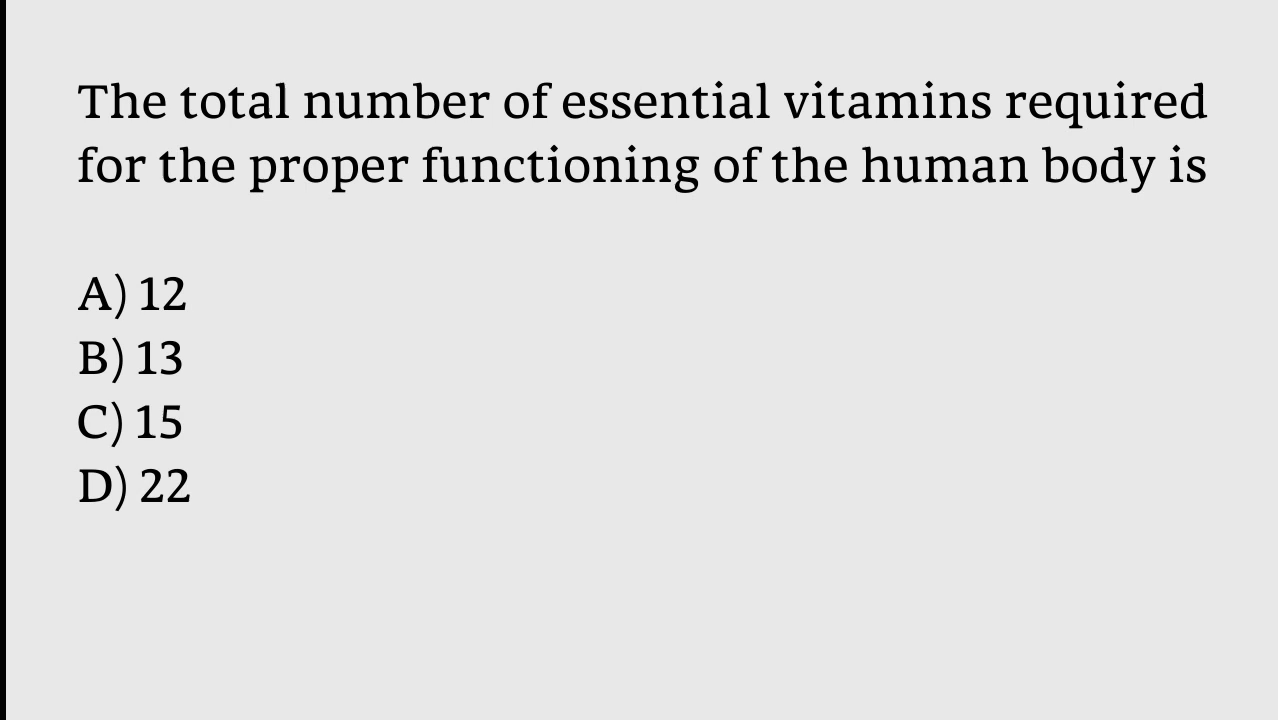 The total number of essential vitamins required
for the proper functioning of the human body is
A) 12
B) 13
C) 15
D) 22